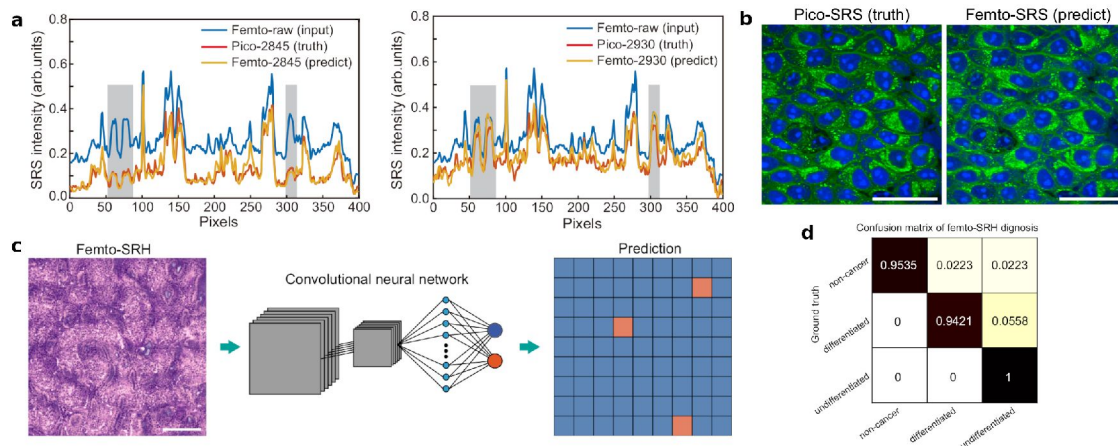 a
SRS intensity (arb.units)
0.8
0.6
0.4
0.2
0.0
Femto-raw (input)
Pico-2845 (truth)
Femto-2845 (predict)
0 50 100 150 200 250 300 350 400
Pixels
SRS intensity (arb.units)
0.8
0.6
0.4
0.2
0.0
Femto-raw (input)
Pico-2930 (truth)
Femto-2930 (predict)
0 50 100 150 200 250 300 350 400
Pixels
b
Pico-SRS (truth)
Femto-SRS (predict)
c
Femto-SRH
Convolutional neural network
Prediction
d
Confusion matrix of femto-SRH dignosis
Ground truth
non-cancer
0.9535 0.0223 0.0223
differentiated
0 0.9421 0.0558
undifferentiated
0 0 1
non-cancer
differentiated
undifferentiated